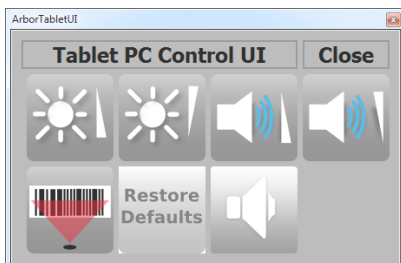 ArborTabletUI
Tablet PC Control UI
Close
Restore
Defaults